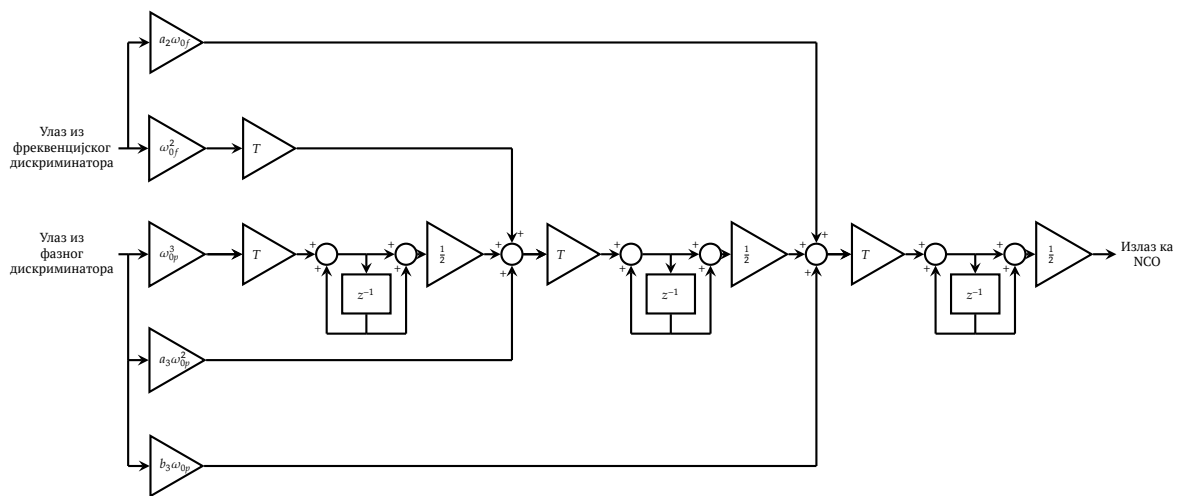 a₂ω₀f
Улаз из
фреквенцијског
дискриминатора
ω²₀f
T
Улаз из
фазног
дискриминатора
ω³₀p
T
+
+
z⁻¹
+
+
1/2
+
+
+
T
+
+
z⁻¹
+
+
1/2
+
+
+
T
+
+
z⁻¹
+
+
1/2
Излаз ка
NCO
a₃ω²₀p
b₃ω₀p